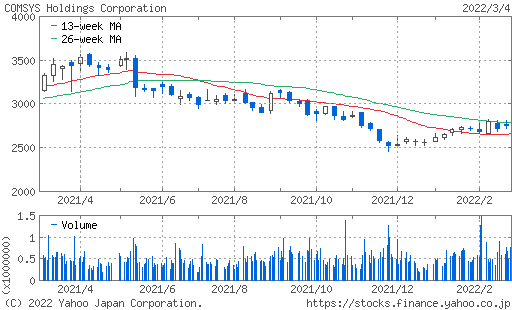 COMSYS Holdings Corporation 2022/3/4
4000
13-week MA
26-week MA
3500
3000
2500
2000
2021/4 2021/6 2021/8 2021/10 2021/12 2022/2
1.5
Volume
1
0.5
0
(x1000000)
2021/4 2021/6 2021/8 2021/10 2021/12 2022/2
(C) 2022 Yahoo Japan Corporation. https://stocks.finance.yahoo.co.jp